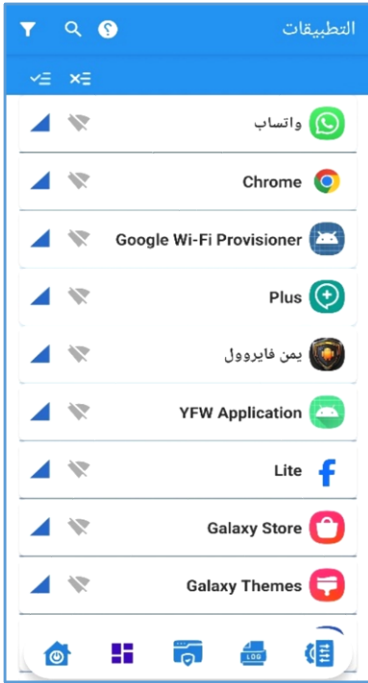 التطبيقات
واتساب
Chrome
Google Wi-Fi Provisioner
Plus
يمن فايروول
YFW Application
Lite
Galaxy Store
Galaxy Themes
LOG